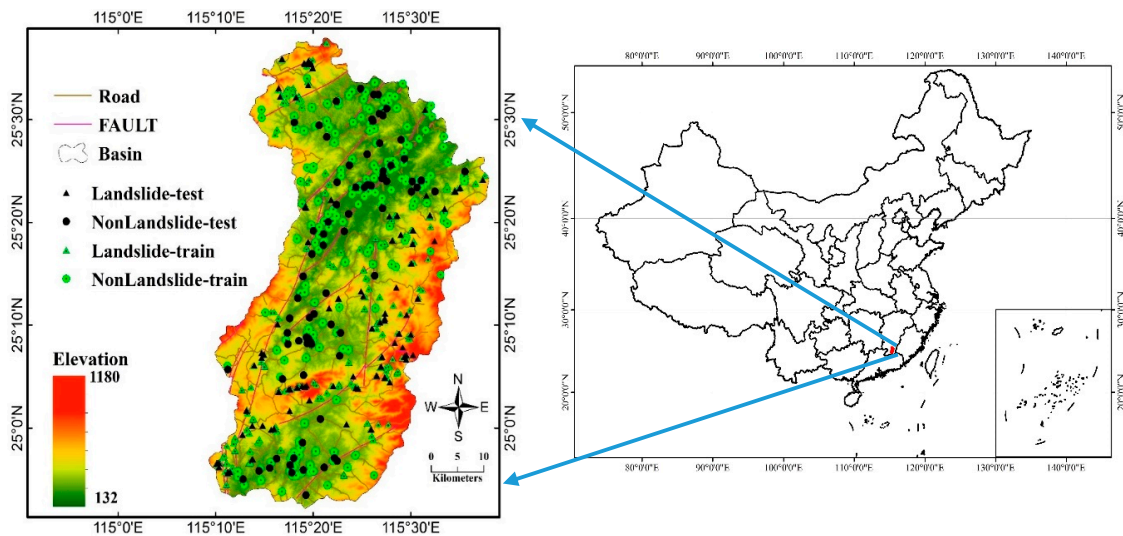 115°0'E 115°10'E 115°20'E 115°30'E
Road
FAULT
Basin
Landslide-test
NonLandslide-test
Landslide-train
NonLandslide-train
Elevation
1180
132
25°30'N
25°20'N
25°10'N
25°0'N
N
W E
S
0 5 10
Kilometers
115°0'E 115°10'E 115°20'E 115°30'E
80°0'0"E 90°0'0"E 100°0'0"E 110°0'0"E 120°0'0"E 130°0'0"E 140°0'0"E
50°0'0"N
40°0'0"N
30°0'0"N
20°0'0"N
80°0'0"E 90°0'0"E 100°0'0"E 110°0'0"E 120°0'0"E 130°0'0"E 140°0'0"E